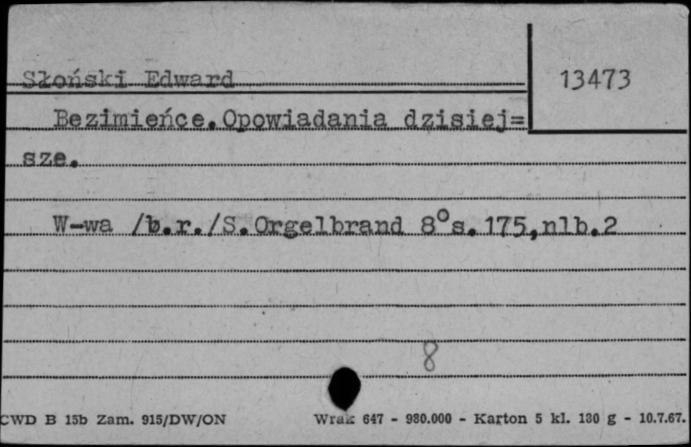 Słoński Edward
13473
Bezimieńce.Opowiadania dzisiej=
sze.
W-wa /b.r./S.Orgelbrand 8°s.175,nlb.2
8
CWD B 15b Zam. 915/DW/ON Wrak 647 - 980.000 - Karton 5 kl. 180 g - 10.7.67.